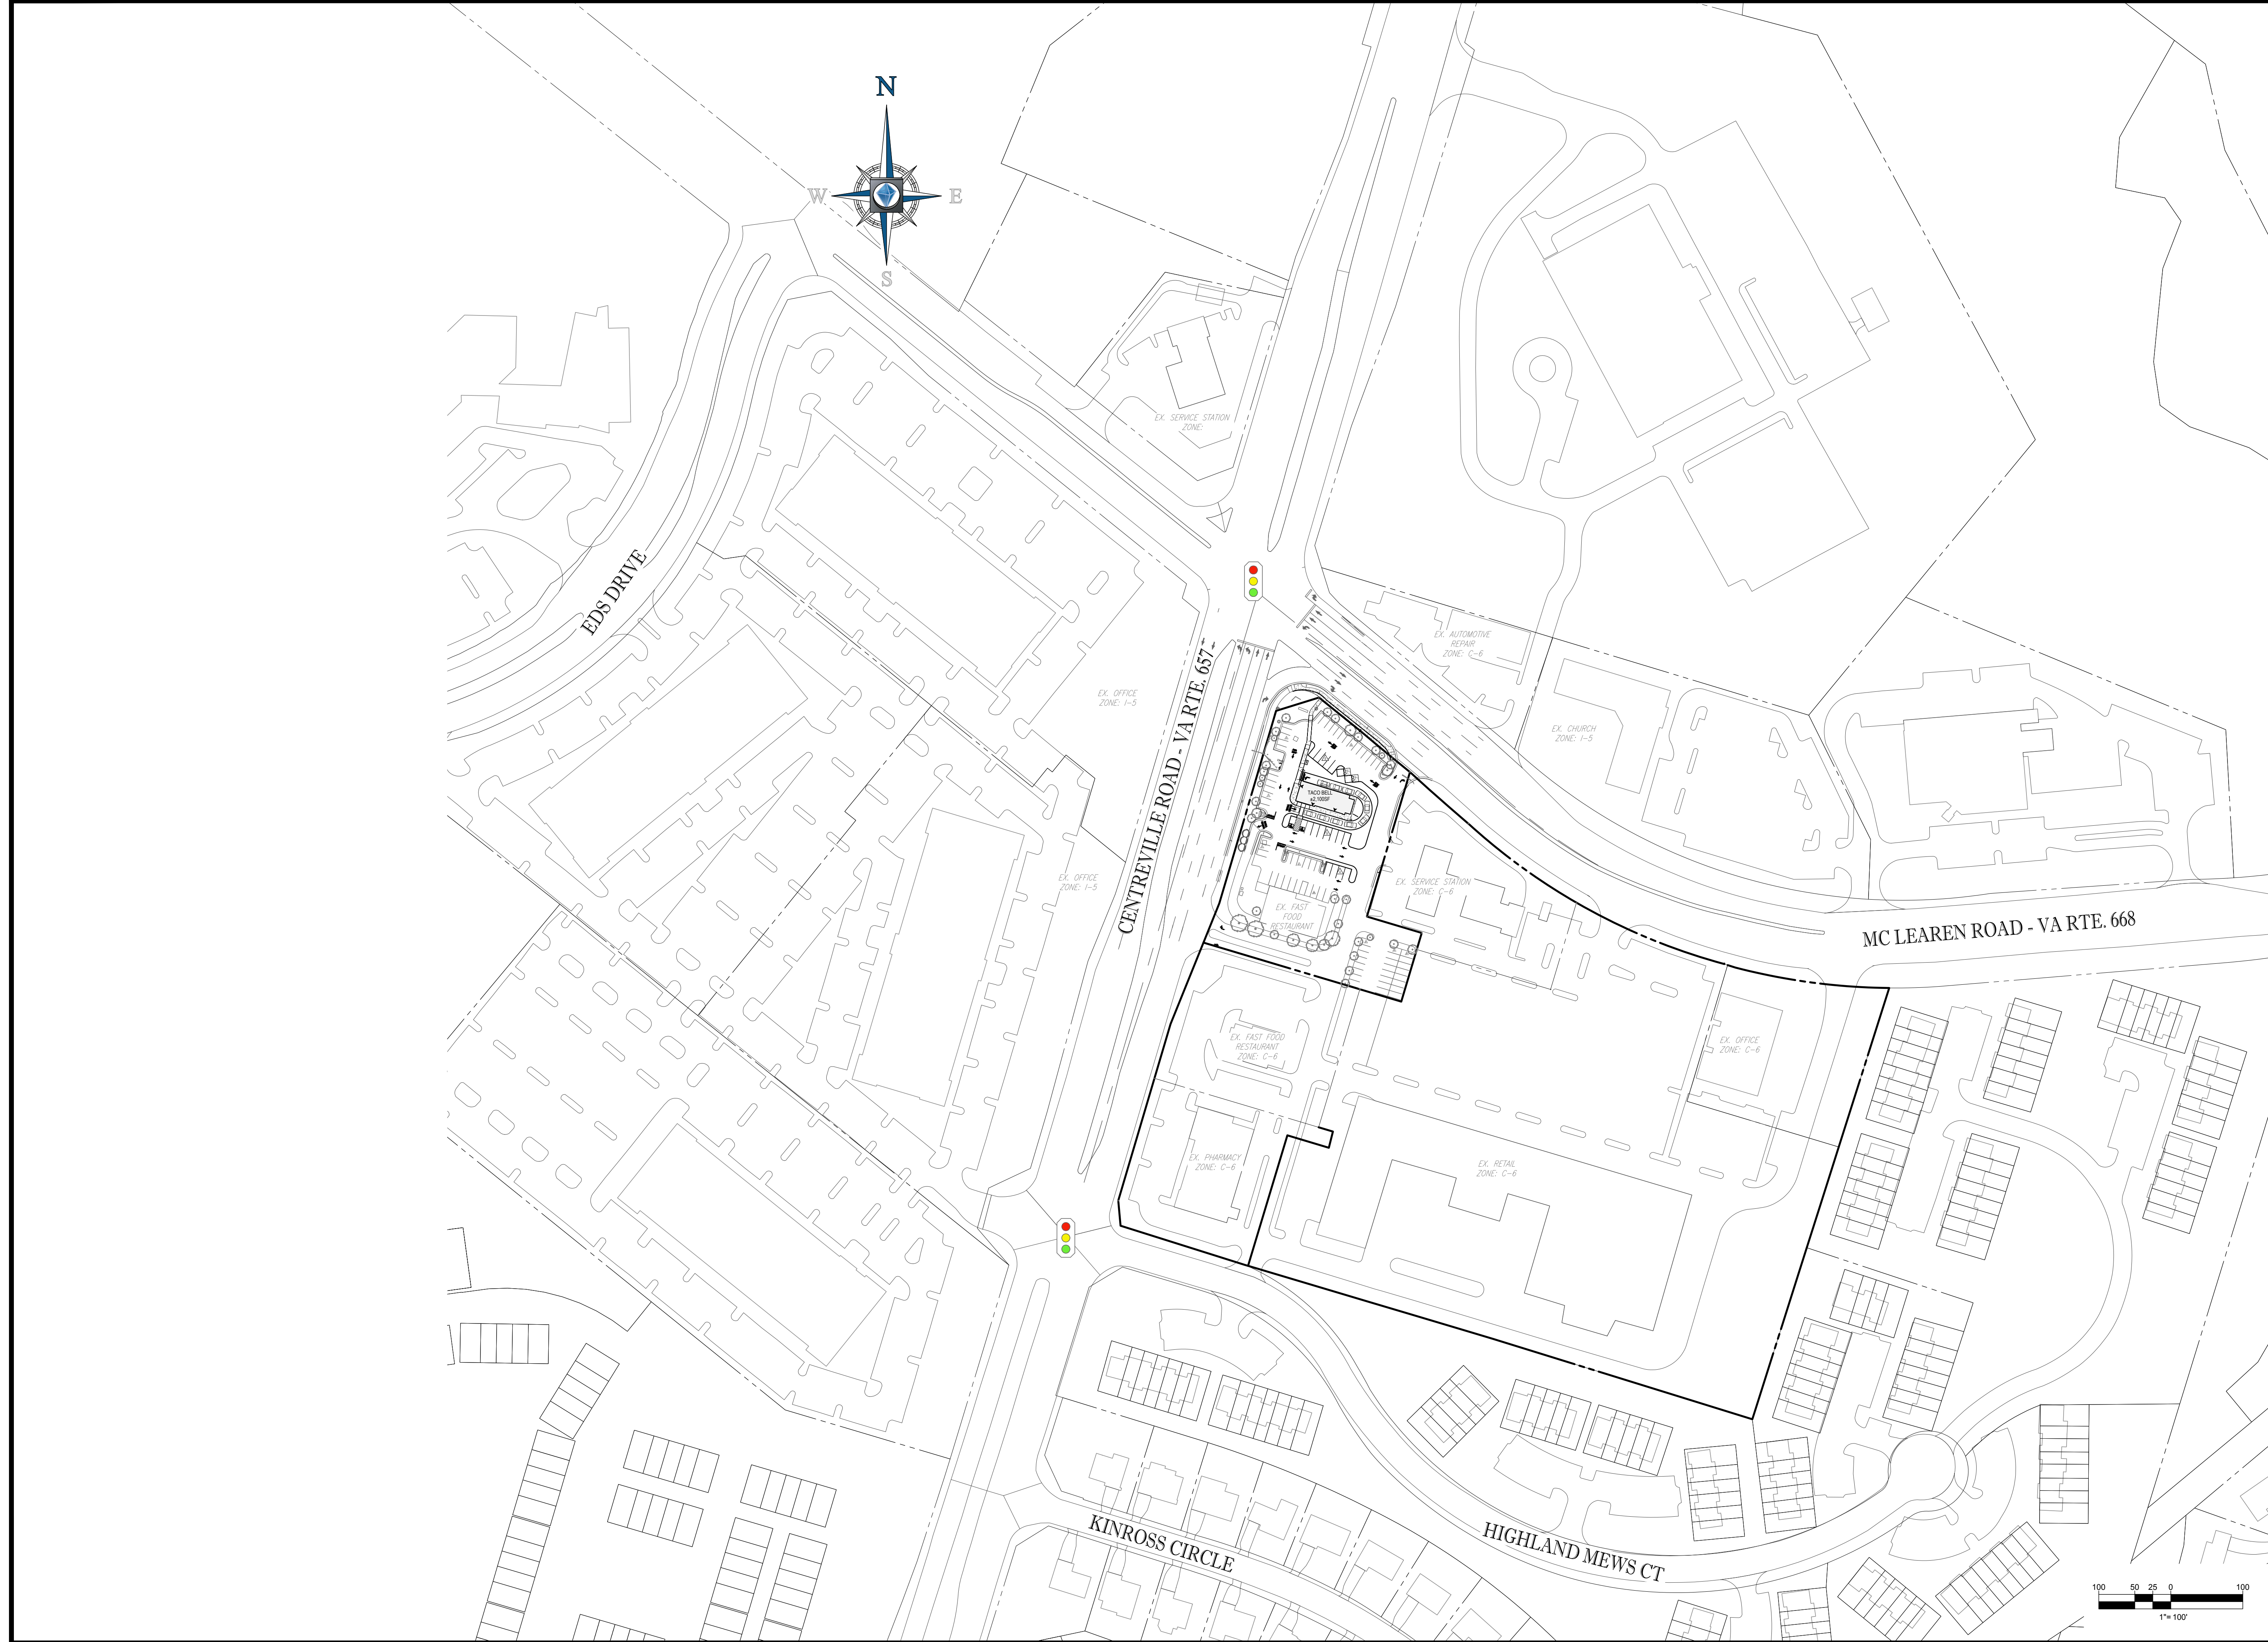 N
W
E
S
EX. SERVICE STATION
ZONE:
EDS DRIVE
EX. AUTOMOTIVE
REPAIR
ZONE: C-6
EX. OFFICE
ZONE: I-5
CENTREVILLE ROAD - VA RTE. 657
EX. CHURCH
ZONE: I-5
TACO BELL
±2,100SF
EX. OFFICE
ZONE: I-5
EX. SERVICE STATION
ZONE: C-6
EX. FAST
FOOD
RESTAURANT
MC LEAREN ROAD - VA RTE. 668
EX. FAST FOOD
RESTAURANT
ZONE: C-6
EX. OFFICE
ZONE: C-6
EX. PHARMACY
ZONE: C-6
EX. RETAIL
ZONE: C-6
KINROSS CIRCLE
HIGHLAND MEWS CT
100 50 25 0 100
1"= 100'